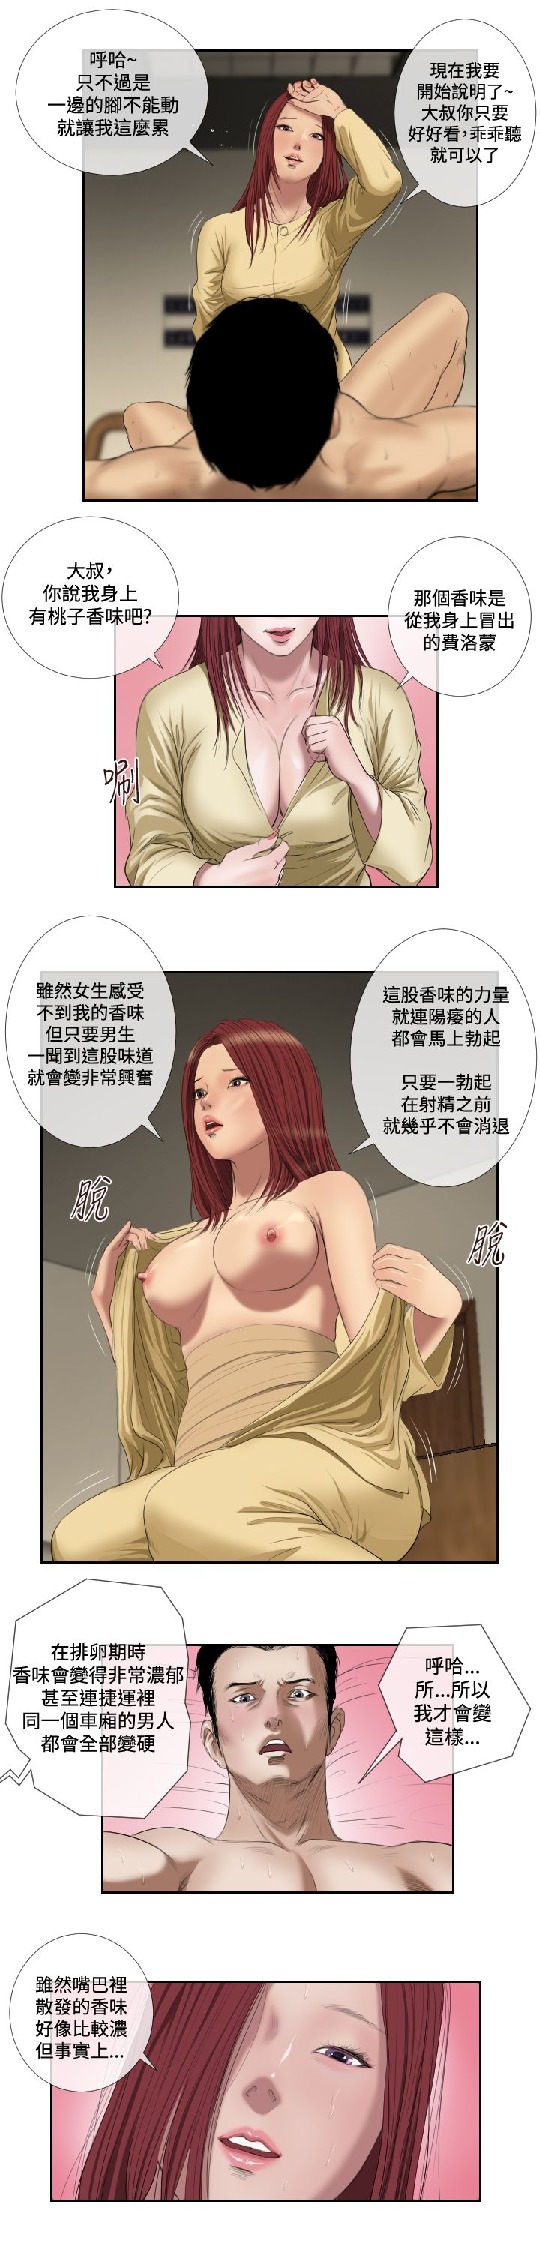 呼哈~
只不過是
一邊的腳不能動
就讓我這麼累
現在我要
開始說明了~
大叔你只要
好好看,乖乖聽
就可以了
大叔,
你說我身上
有桃子香味吧?
那個香味是
從我身上冒出
的費洛蒙
唰
雖然女生感受
不到我的香味
但只要男生
一聞到這股味道
就會變非常興奮
這股香味的力量
就連陽痿的人
都會馬上勃起
只要一勃起
在射精之前
就幾乎不會消退
脫
脫
在排卵期時
香味會變得非常濃郁
甚至連捷運裡
同一個車廂的男人
都會全部變硬
呼哈...
所...所以
我才會變
這樣...
雖然嘴巴裡
散發的香味
好像比較濃
但事實上...